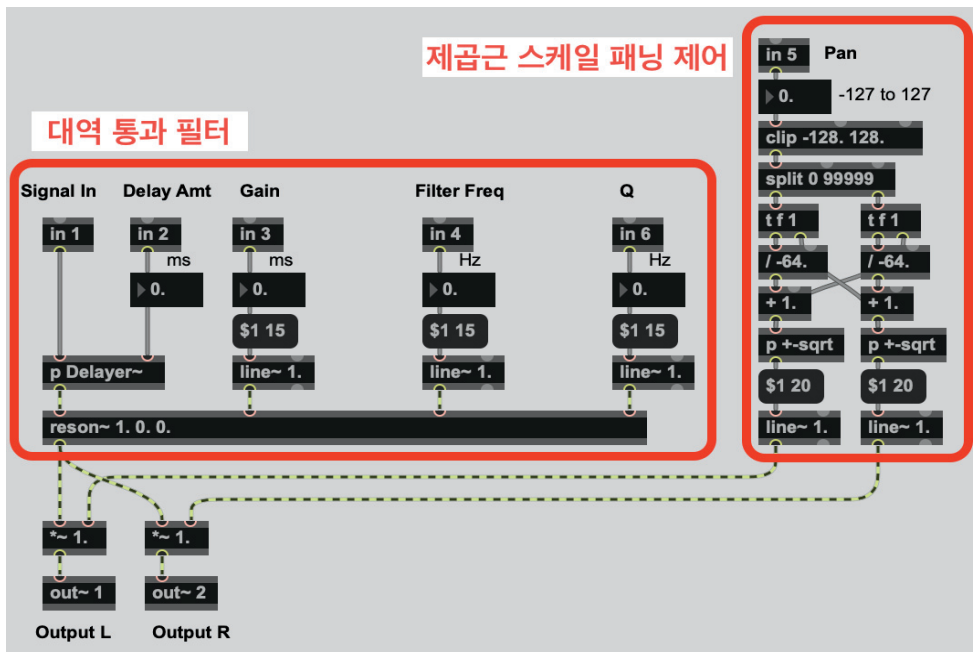 제곱근 스케일 패닝 제어
in 5 Pan
0. -127 to 127
clip -128. 128.
split 0 99999
t f 1 t f 1
/ -64. / -64.
+ 1. + 1.
p +-sqrt p +-sqrt
$1 20 $1 20
line~ 1. line~ 1.
대역 통과 필터
Signal In Delay Amt Gain Filter Freq Q
in 1 in 2 in 3 in 4 in 6
ms ms Hz Hz
0. 0. 0. 0.
$1 15 $1 15 $1 15
p Delayer~ line~ 1. line~ 1. line~ 1.
reson~ 1. 0. 0.
*~ 1. *~ 1.
out~ 1 out~ 2
Output L Output R